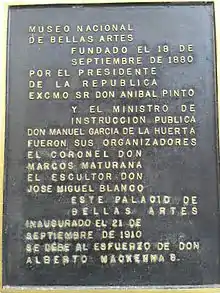 MUSEO NACIONAL
DE BELLAS ARTES
FUNDADO EL 18 DE
SEPTIEMBRE DE 1880
POR EL PRESIDENTE
DE LA REPUBLICA
EXCMO SR DON ANIBAL PINTO
Y EL MINISTRO DE
INSTRUCCION PUBLICA
DON MANUEL GARCIA DE LA HUERTA
FUERON SUS ORGANIZADORES
EL CORONEL DON
MARCOS MATURANA
EL ESCULTOR DON
JOSE MIGUEL BLANCO
ESTE PALACIO DE
BELLAS ARTES
INAUGURADO EL 21 DE
SEPTIEMBRE DE 1910
SE DEBE AL ESFUERZO DE DON
ALBERTO MACKENNA S.